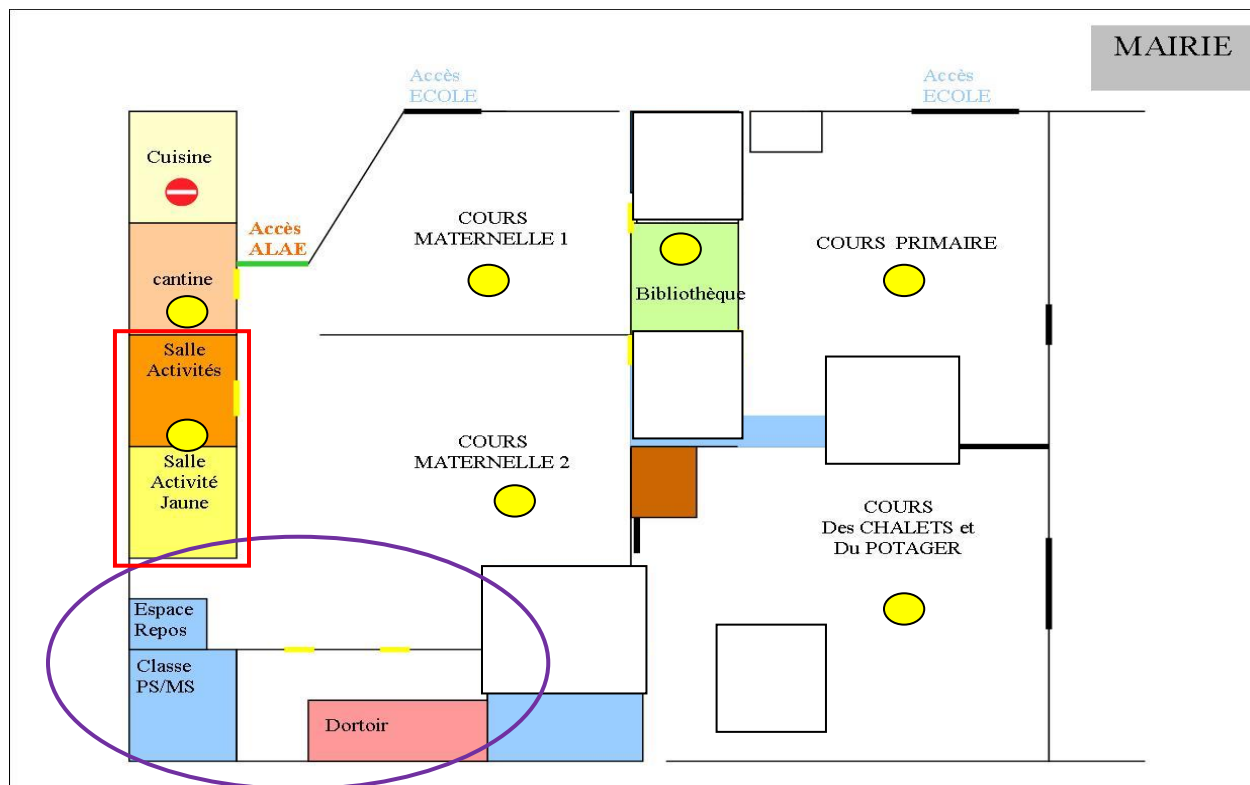 MAIRIE
Accès
ECOLE
Accès
ECOLE
Cuisine
Accès
ALAE
COURS
MATERNELLE 1
COURS PRIMAIRE
cantine
Bibliothèque
Salle
Activités
COURS
MATERNELLE 2
Salle
Activité
Jaune
COURS
Des CHALETS et
Du POTAGER
Espace
Repos
Classe
PS/MS
Dortoir